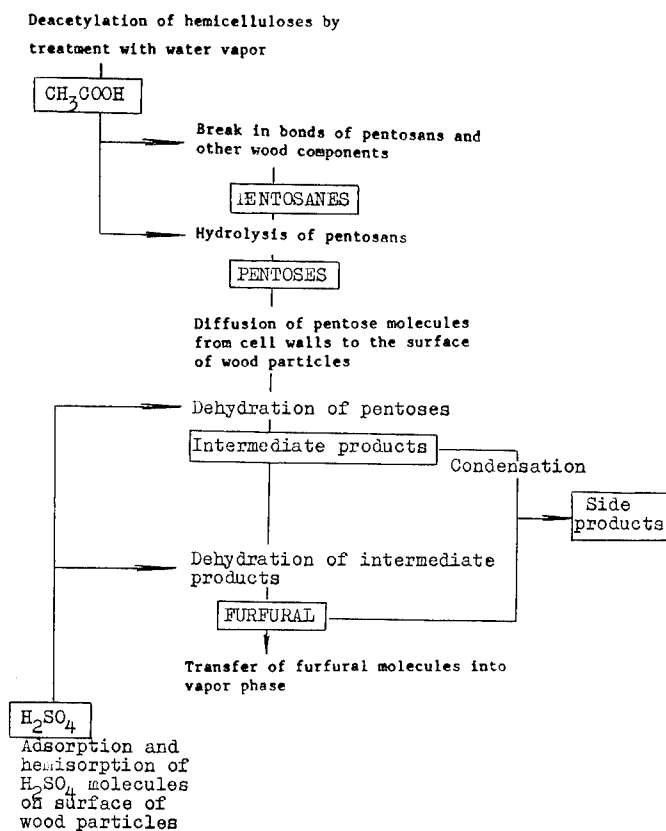 Deacetylation of hemicelluloses by
treatment with water vapor
CH3COOH
Break in bonds of pentosans and
other wood components
IENTOSANES
Hydrolysis of pentosans
PENTOSES
Diffusion of pentose molecules
from cell walls to the surface
of wood particles
Dehydration of pentoses
Intermediate products
Condensation
Side
products
Dehydration of intermediate
products
FURFURAL
Transfer of furfural molecules into
vapor phase
H2SO4
Adsorption and
hemisorption of
H2SO4 molecules
on surface of
wood particles